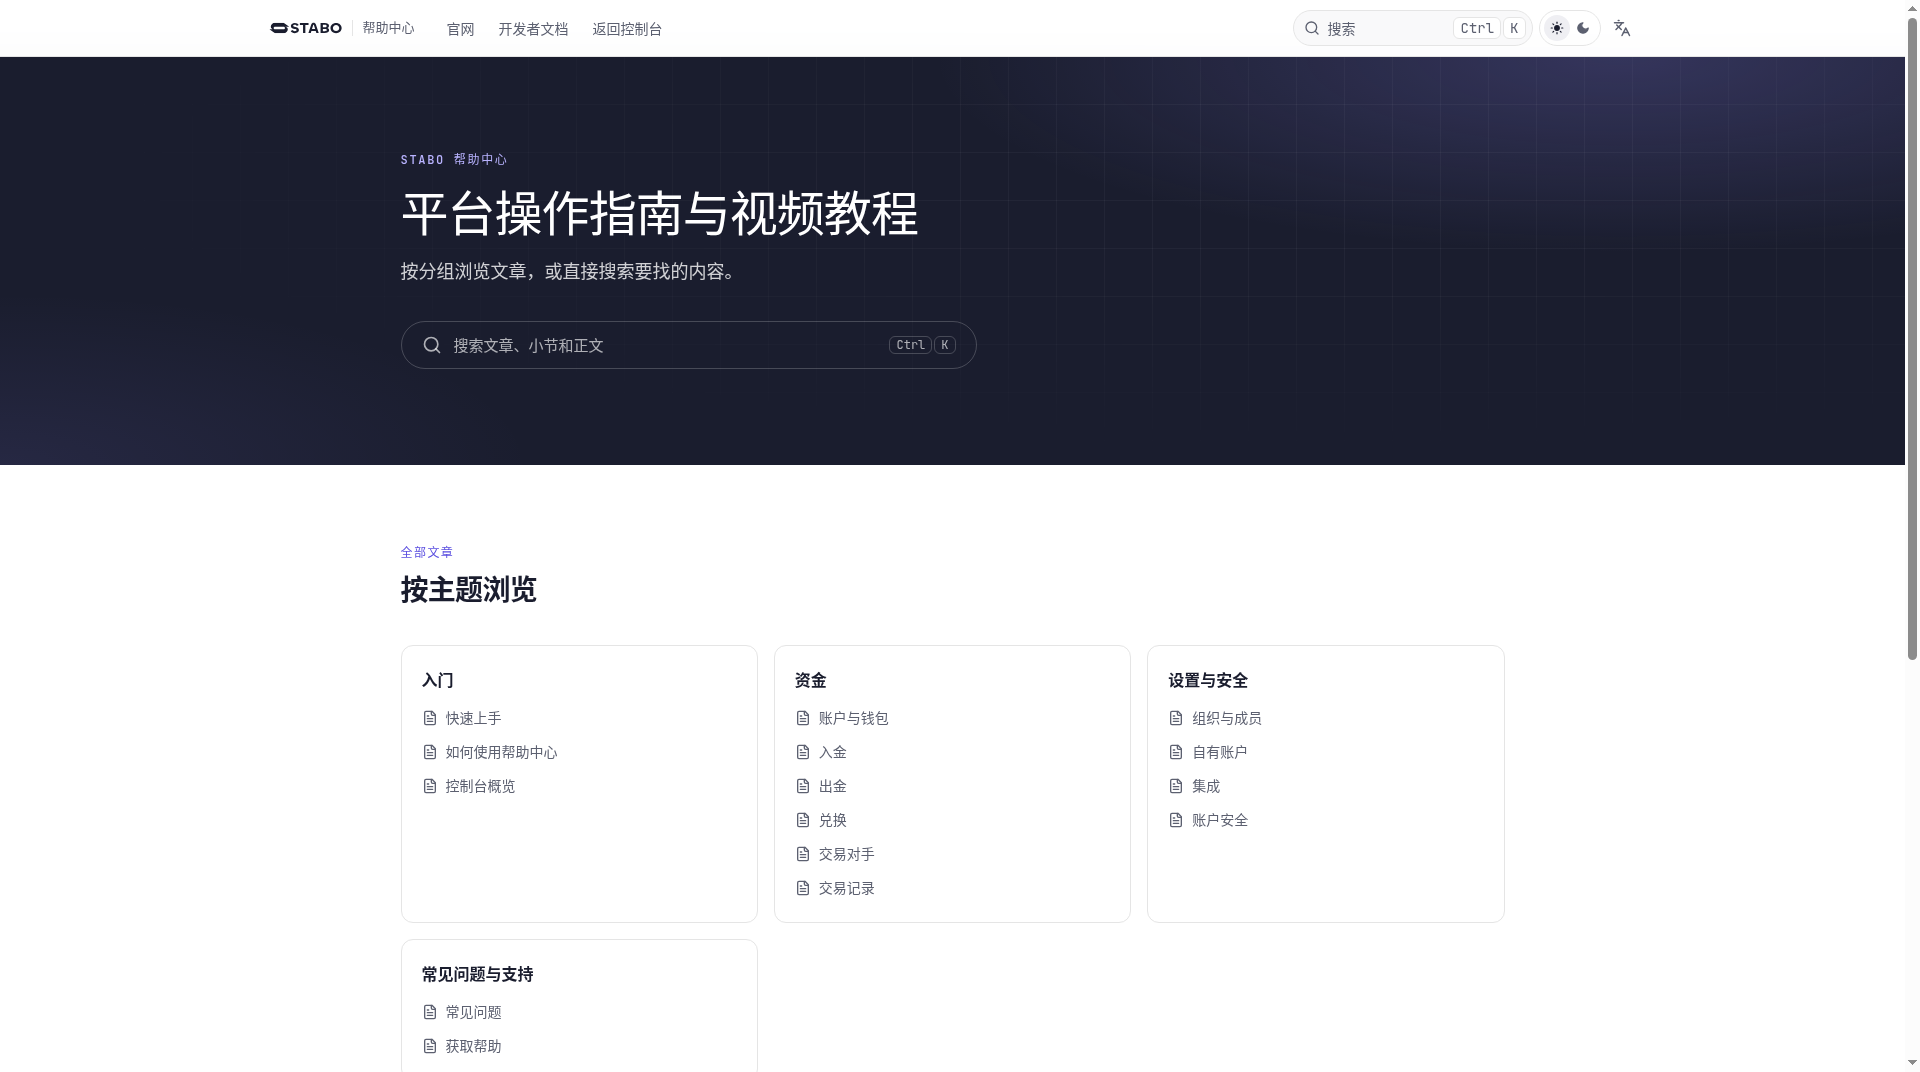 STABO 帮助中心 官网 开发者文档 返回控制台 搜索 Ctrl K
STABO 帮助中心
平台操作指南与视频教程
按分组浏览文章，或直接搜索要找的内容。
搜索文章、小节和正文 Ctrl K
全部文章
按主题浏览
入门
快速上手
如何使用帮助中心
控制台概览
资金
账户与钱包
入金
出金
兑换
交易对手
交易记录
设置与安全
组织与成员
自有账户
集成
账户安全
常见问题与支持
常见问题
获取帮助